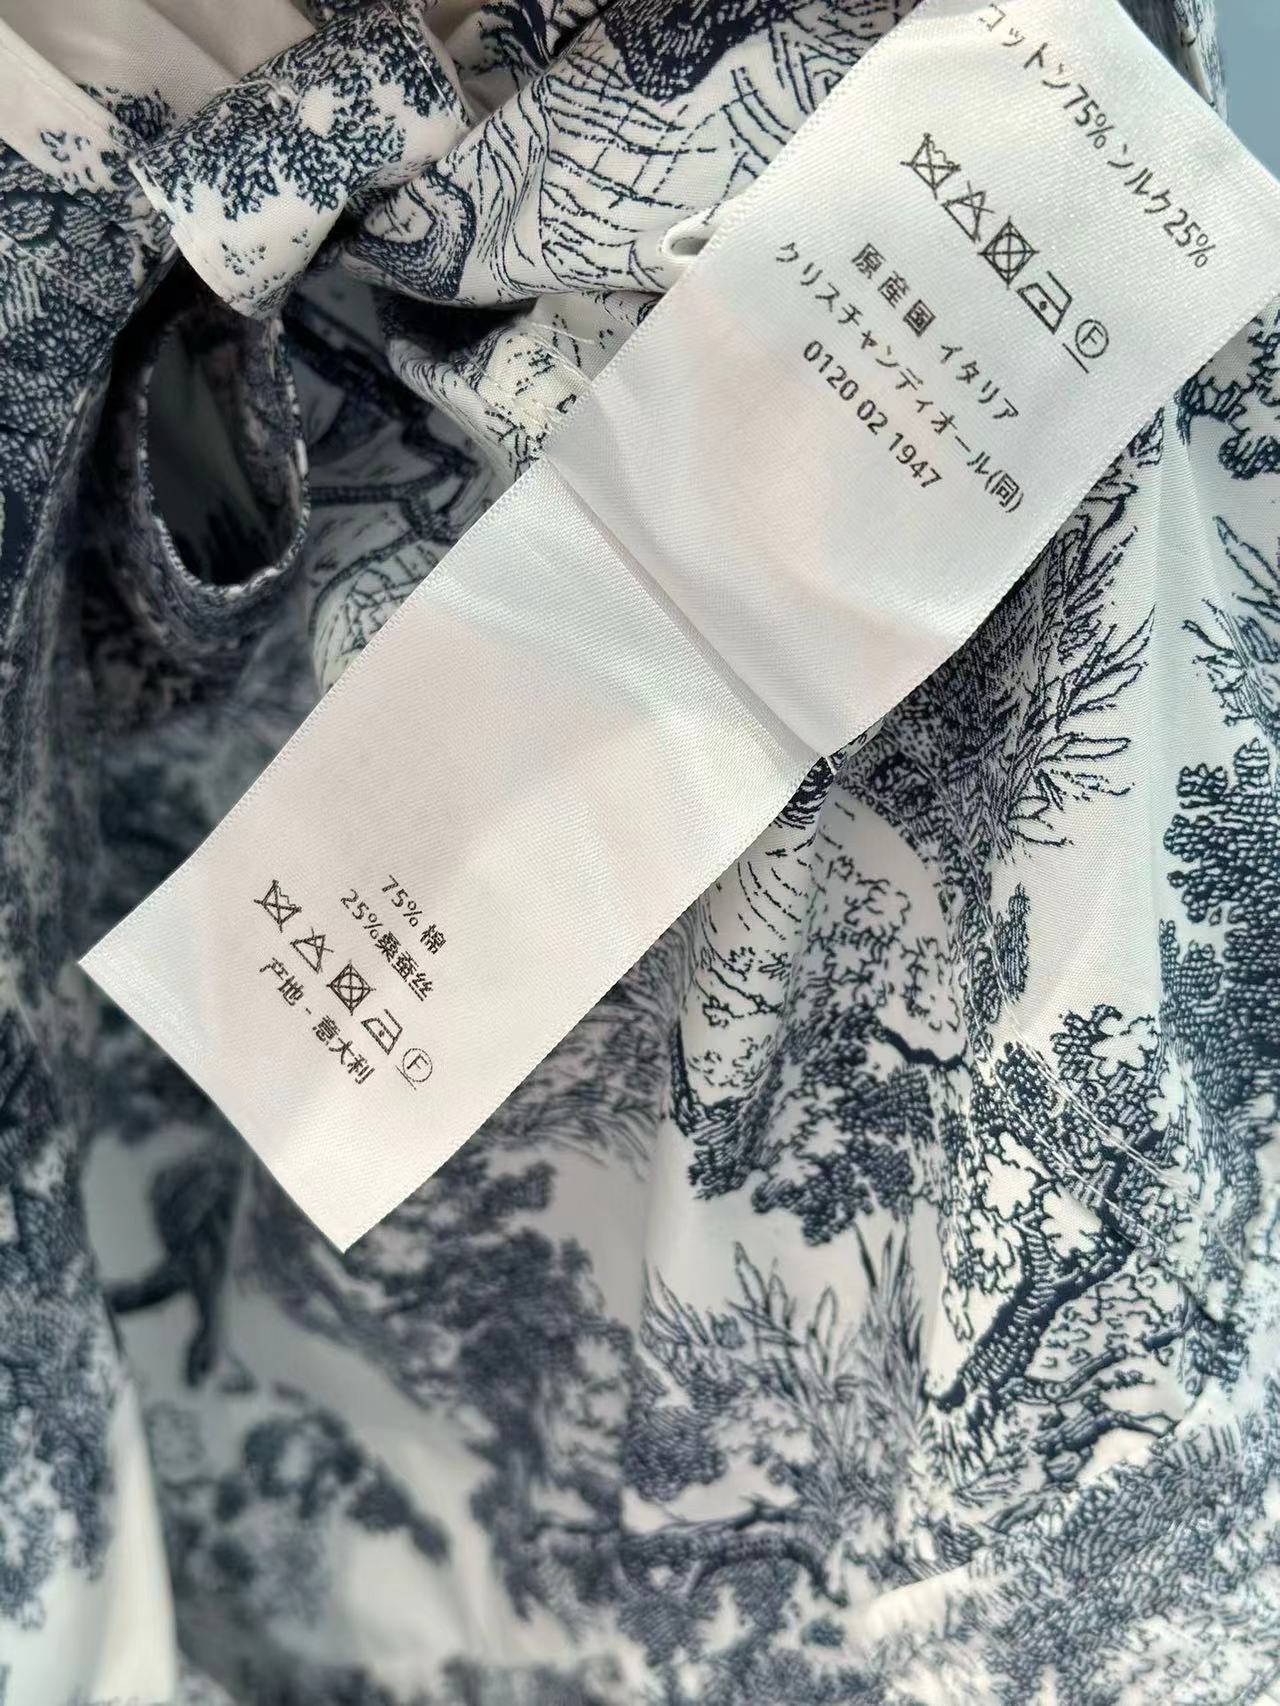 コットン75% シルク25%
原産国 イタリア
クリスチャンディオール(同)
0120 02 1947
F
75% 棉
25%桑蚕丝
F
产地 - 意大利